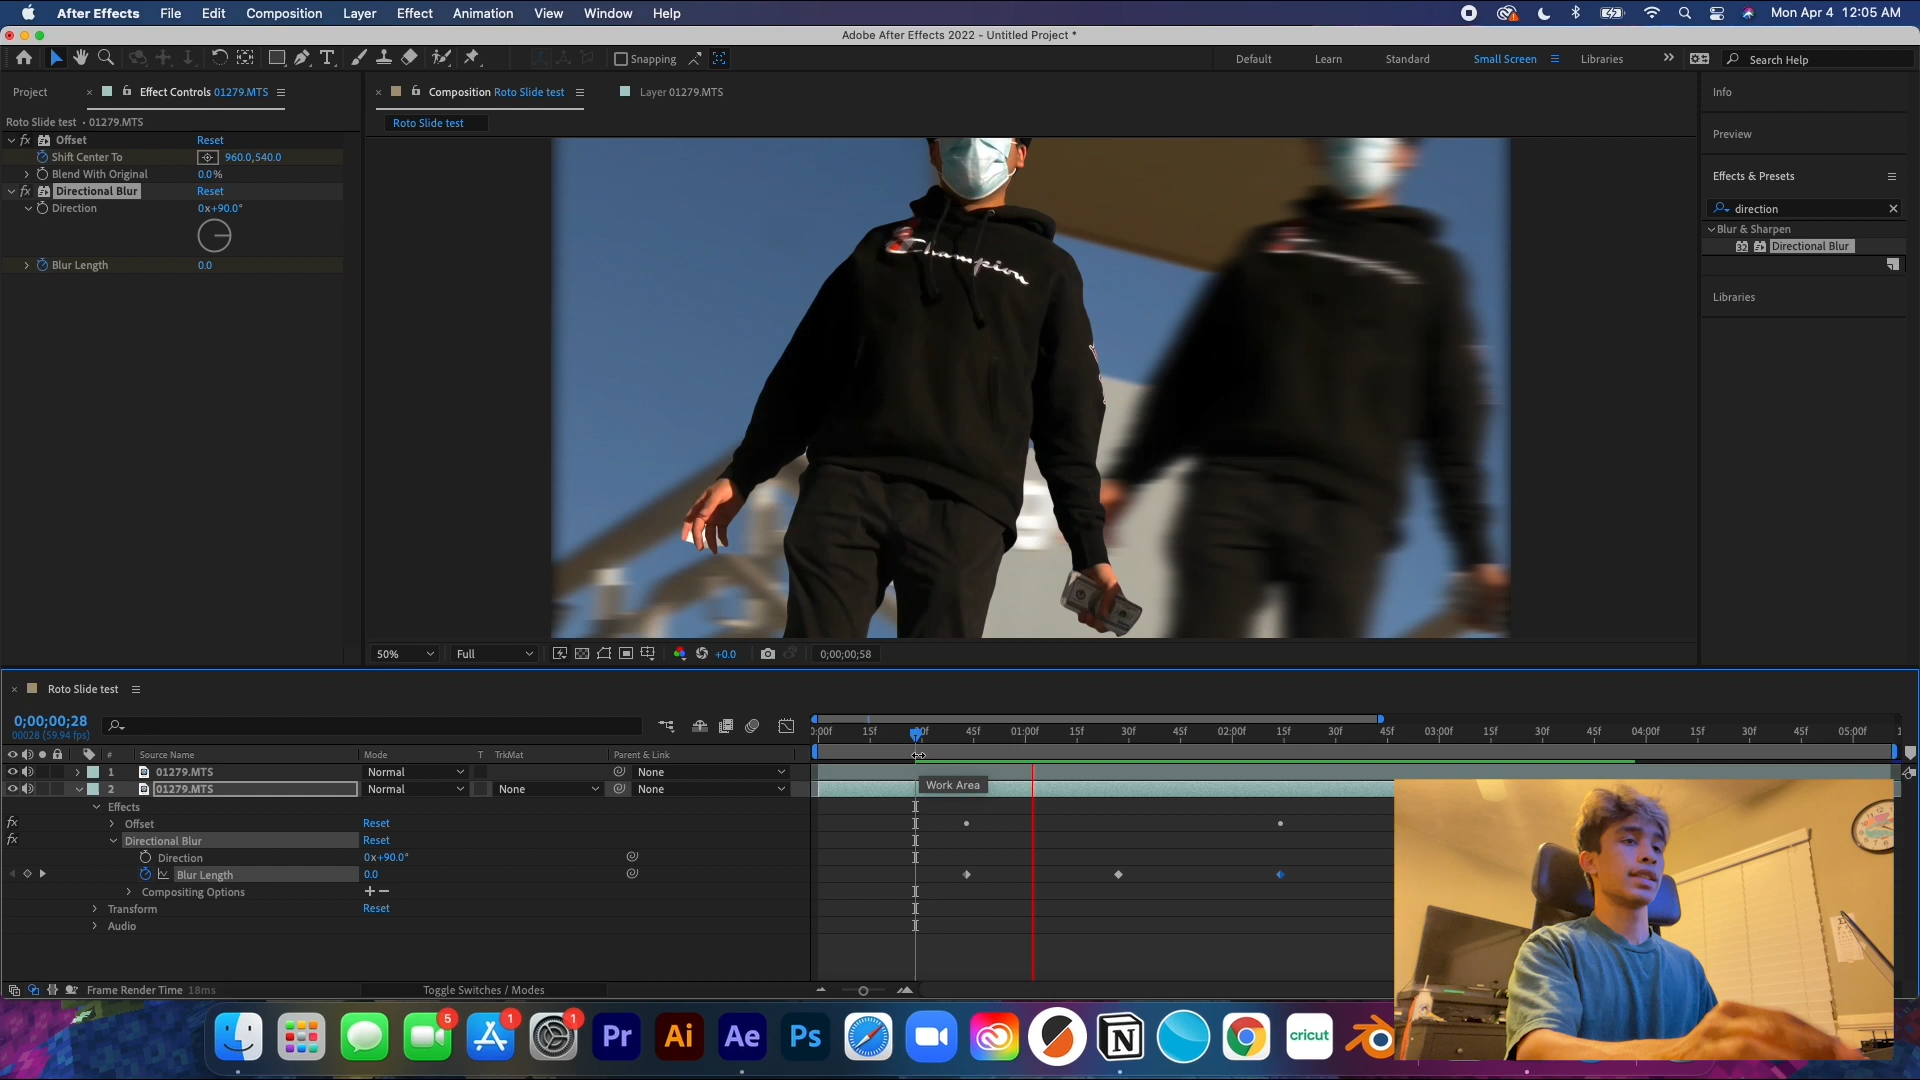 After Effects File Edit Composition Layer Effect Animation View Window Help Mon Apr 4 12:05 AM
Adobe After Effects 2022 - Untitled Project *
Snapping Default Learn Standard Small Screen Libraries Search Help
Project Effect Controls 01279.MTS
Composition Roto Slide test Layer 01279.MTS
Info
Roto Slide test • 01279.MTS
Roto Slide test
Offset Reset
Shift Center To 960.0,540.0
Blend With Original 0.0%
Directional Blur Reset
Direction 0x+90.0°
Blur Length 0.0
Preview
Effects & Presets
direction
Blur & Sharpen
Directional Blur
Libraries
Champion
50% Full +0.0 0;00;00;58
Roto Slide test
0;00;00;28
00028 (59.94 fps)
15f 45f 01:00f 15f 30f 45f 02:00f 15f 30f 45f 03:00f 15f 30f 45f 04:00f 15f 30f 45f 05:00f
# Source Name Mode T TrkMat Parent & Link
1 01279.MTS Normal None
2 01279.MTS Normal None None
Work Area
Effects
Offset Reset
Directional Blur Reset
Direction 0x+90.0°
Blur Length 0.0
Compositing Options
Transform Reset
Audio
Frame Render Time 18ms Toggle Switches / Modes
5 1 1
Pr Ai Ae Ps cricut